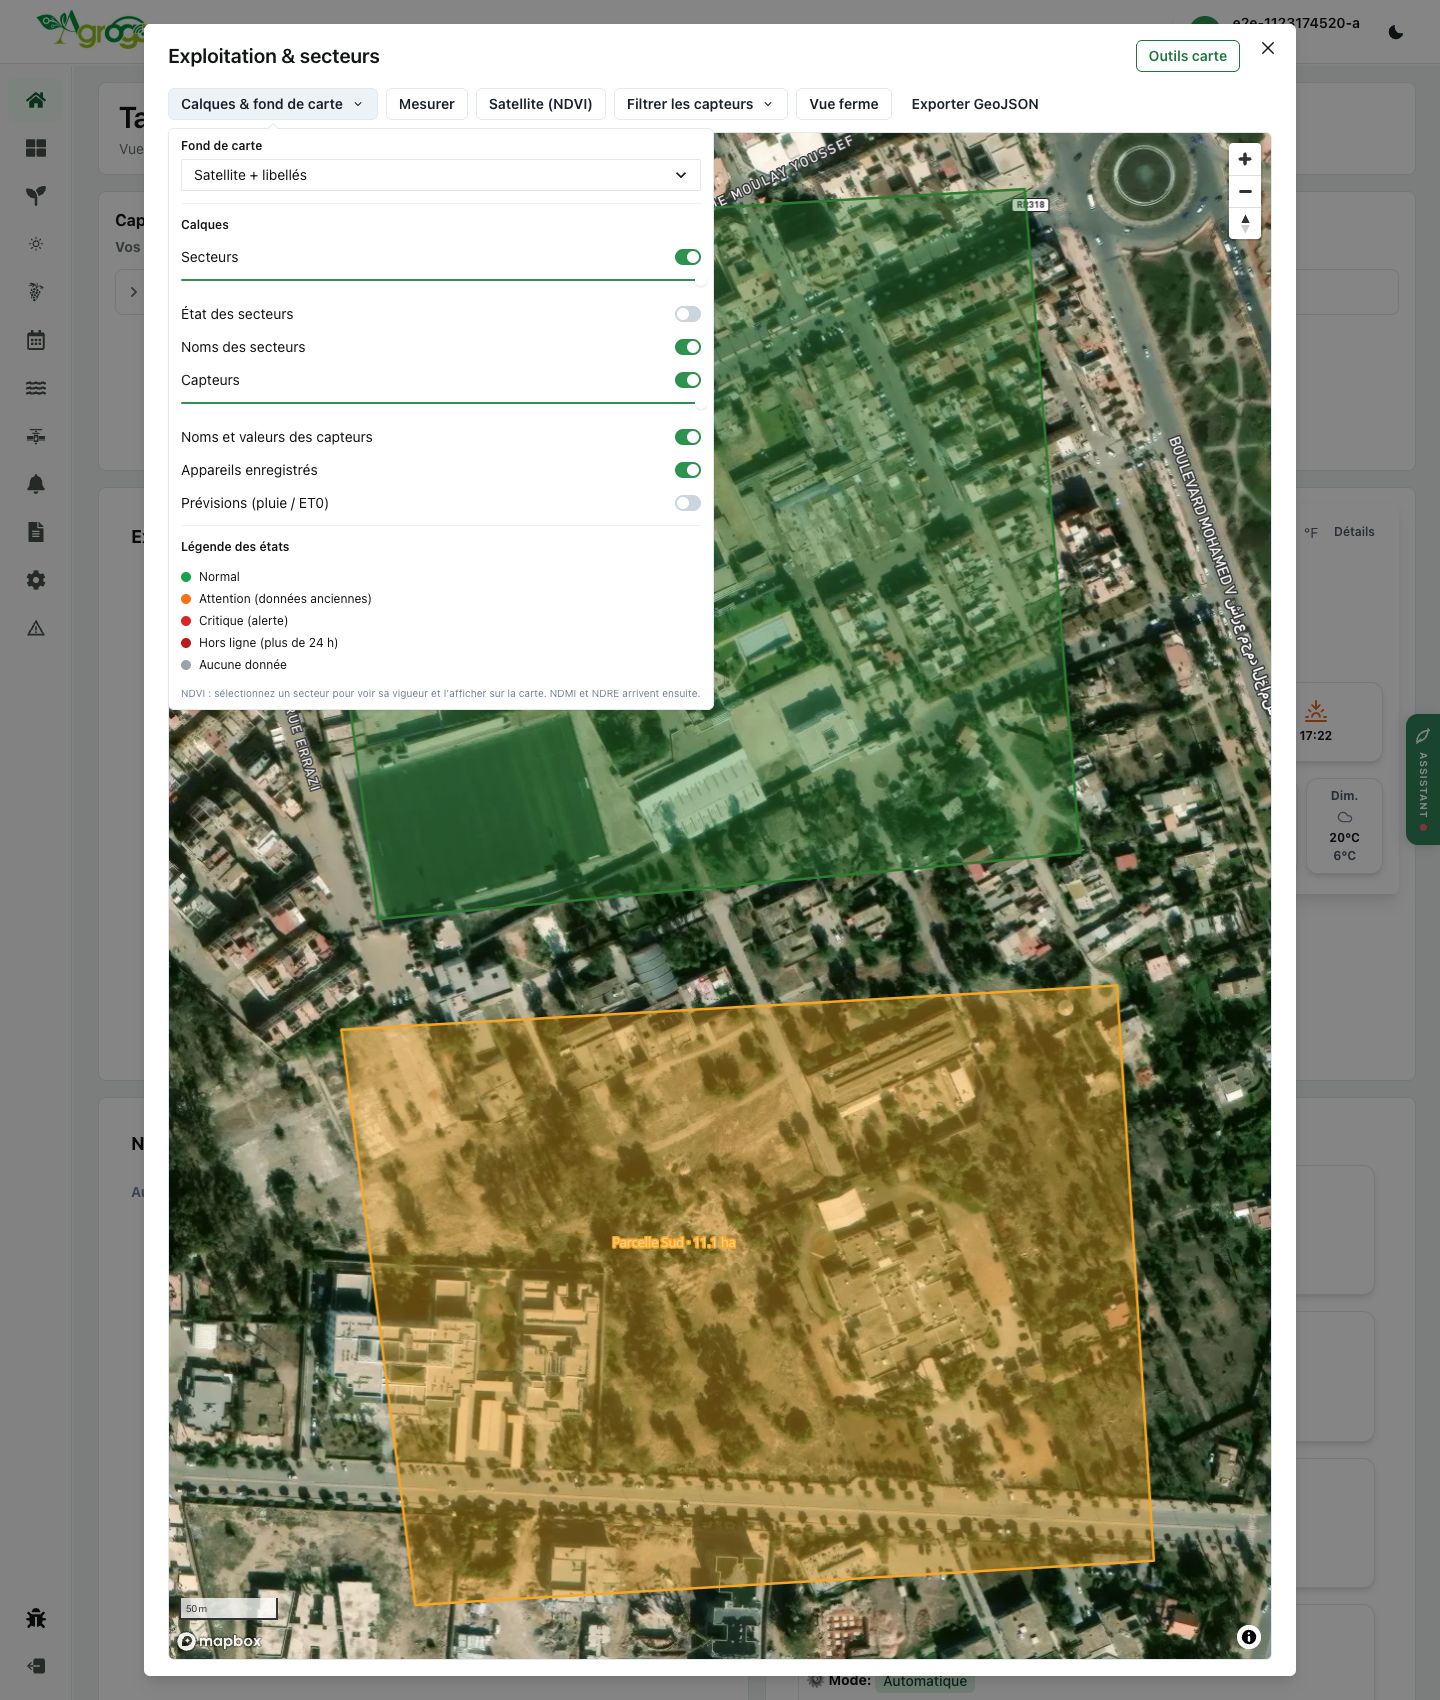 e2e-1123174520-a
Exploitation & secteurs
Outils carte
Calques & fond de carte
Mesurer
Satellite (NDVI)
Filtrer les capteurs
Vue ferme
Exporter GeoJSON
Fond de carte
Satellite + libellés
Calques
Secteurs
État des secteurs
Noms des secteurs
Capteurs
Noms et valeurs des capteurs
Appareils enregistrés
Prévisions (pluie / ET0)
Légende des états
Normal
Attention (données anciennes)
Critique (alerte)
Hors ligne (plus de 24 h)
Aucune donnée
NDVI : sélectionnez un secteur pour voir sa vigueur et l'afficher sur la carte. NDMI et NDRE arrivent ensuite.
MOULAY YOUSSEF
BOULEVARD MOHAMED V
RUE ERRAZI
Parcelle Sud • 11.1 ha
50 m
mapbox
Vos
°F
Détails
17:22
ASSISTANT
Dim.
20°C
6°C
Mode: Automatique